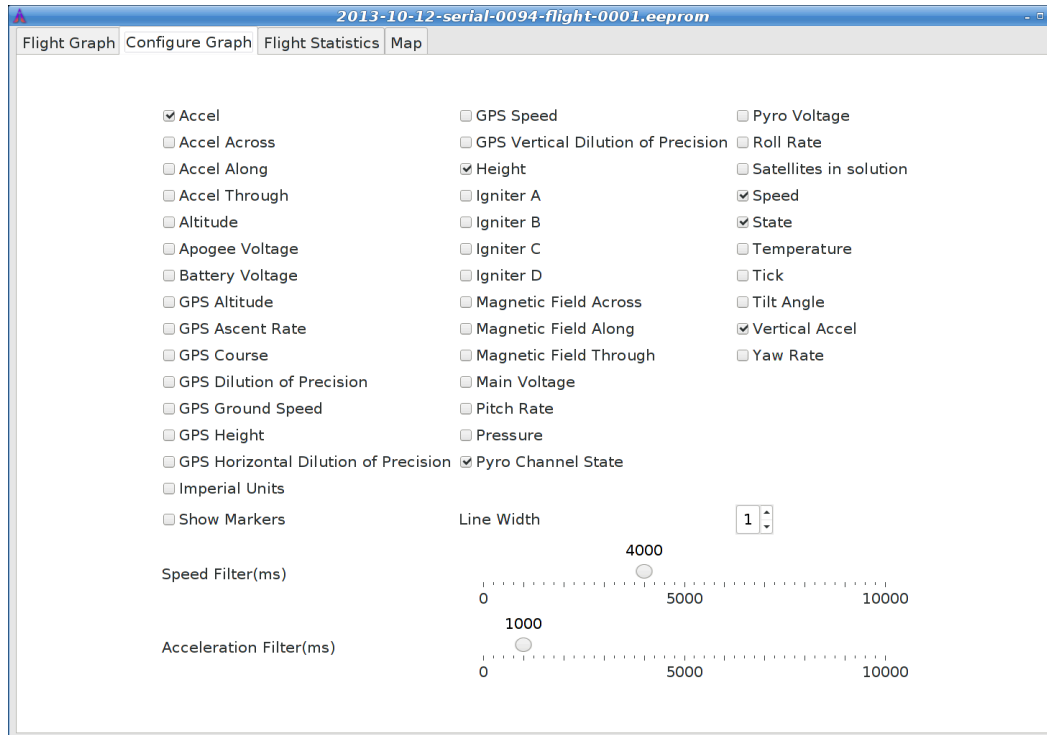 2013-10-12-serial-0094-flight-0001.eeprom
Flight Graph Configure Graph Flight Statistics Map
Accel GPS Speed Pyro Voltage
Accel Across GPS Vertical Dilution of Precision Roll Rate
Accel Along Height Satellites in solution
Accel Through Igniter A Speed
Altitude Igniter B State
Apogee Voltage Igniter C Temperature
Battery Voltage Igniter D Tick
GPS Altitude Magnetic Field Across Tilt Angle
GPS Ascent Rate Magnetic Field Along Vertical Accel
GPS Course Magnetic Field Through Yaw Rate
GPS Dilution of Precision Main Voltage
GPS Ground Speed Pitch Rate
GPS Height Pressure
GPS Horizontal Dilution of Precision Pyro Channel State
Imperial Units
Show Markers Line Width 1
4000
Speed Filter(ms)
0 5000 10000
1000
Acceleration Filter(ms)
0 5000 10000